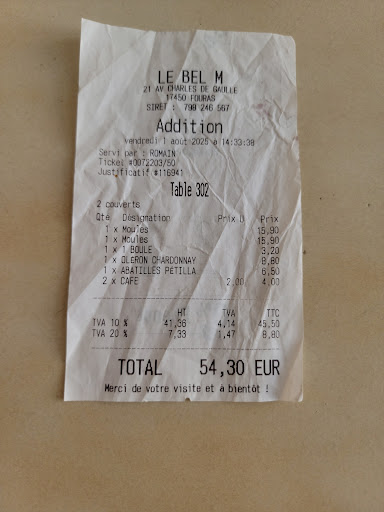 LE BEL M
21 AV CHARLES DE GAULLE
17450 FOURAS
SIRET : 798 246 567
Addition
vendredi 1 août 2025 à 14:33:38
Servi par : ROMAIN
Ticket #0072203/50
Justificatif #116941
Table 302
2 couverts
Qté Désignation Prix U Prix
1 x Moules 15,90
1 x Moules 15,90
1 x 1 BOULE 3,20
1 x OLéRON CHARDONNAY 8,80
1 x ABATILLES PéTILLA 6,50
2 x CAFE 2,00 4,00
HT TVA TTC
TVA 10 % 41,36 4,14 45,50
TVA 20 % 7,33 1,47 8,80
TOTAL 54,30 EUR
Merci de votre visite et à bientôt !